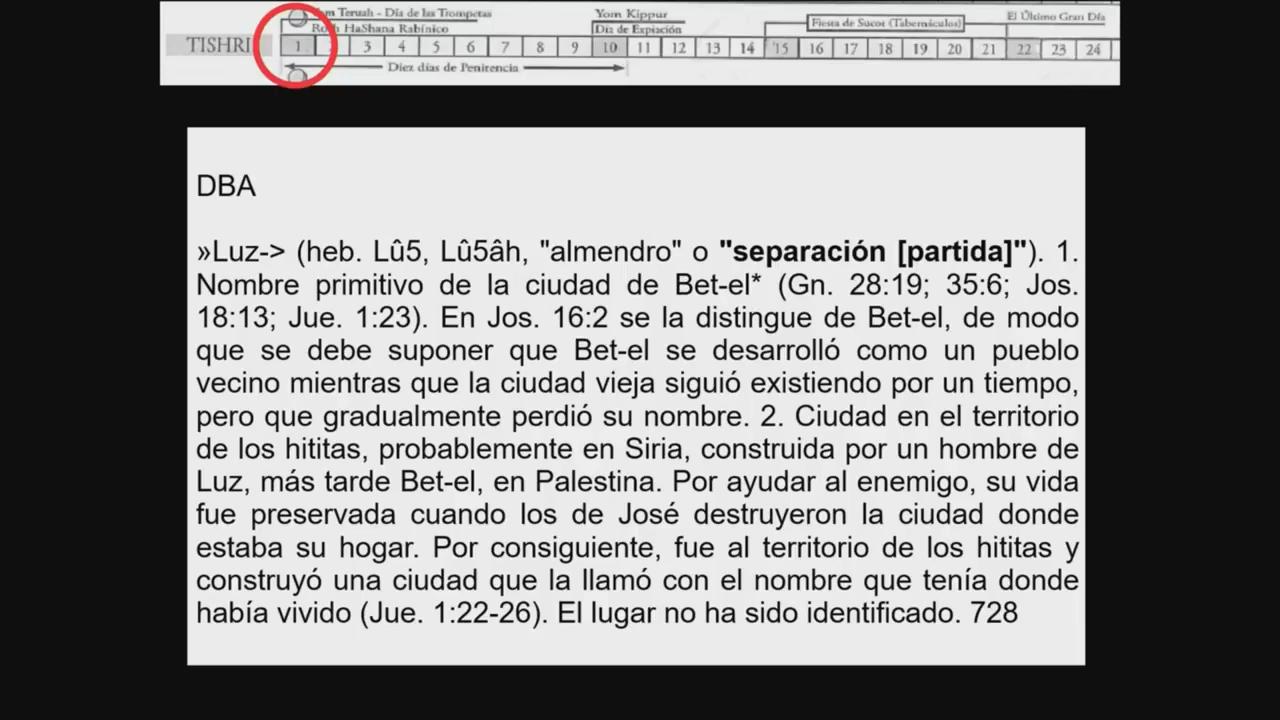 Yom Teruah - Día de las Trompetas
Rosh HaShana Rabínico
Yom Kippur
Día de Expiación
Fiesta de Sucot (Tabernáculos)
El Último Gran Día
TISHRI 1 2 3 4 5 6 7 8 9 10 11 12 13 14 15 16 17 18 19 20 21 22 23 24
Diez días de Penitencia
DBA
»Luz-> (heb. Lû5, Lû5âh, "almendro" o "separación [partida]"). 1.
Nombre primitivo de la ciudad de Bet-el* (Gn. 28:19; 35:6; Jos.
18:13; Jue. 1:23). En Jos. 16:2 se la distingue de Bet-el, de modo
que se debe suponer que Bet-el se desarrolló como un pueblo
vecino mientras que la ciudad vieja siguió existiendo por un tiempo,
pero que gradualmente perdió su nombre. 2. Ciudad en el territorio
de los hititas, probablemente en Siria, construida por un hombre de
Luz, más tarde Bet-el, en Palestina. Por ayudar al enemigo, su vida
fue preservada cuando los de José destruyeron la ciudad donde
estaba su hogar. Por consiguiente, fue al territorio de los hititas y
construyó una ciudad que la llamó con el nombre que tenía donde
había vivido (Jue. 1:22-26). El lugar no ha sido identificado. 728